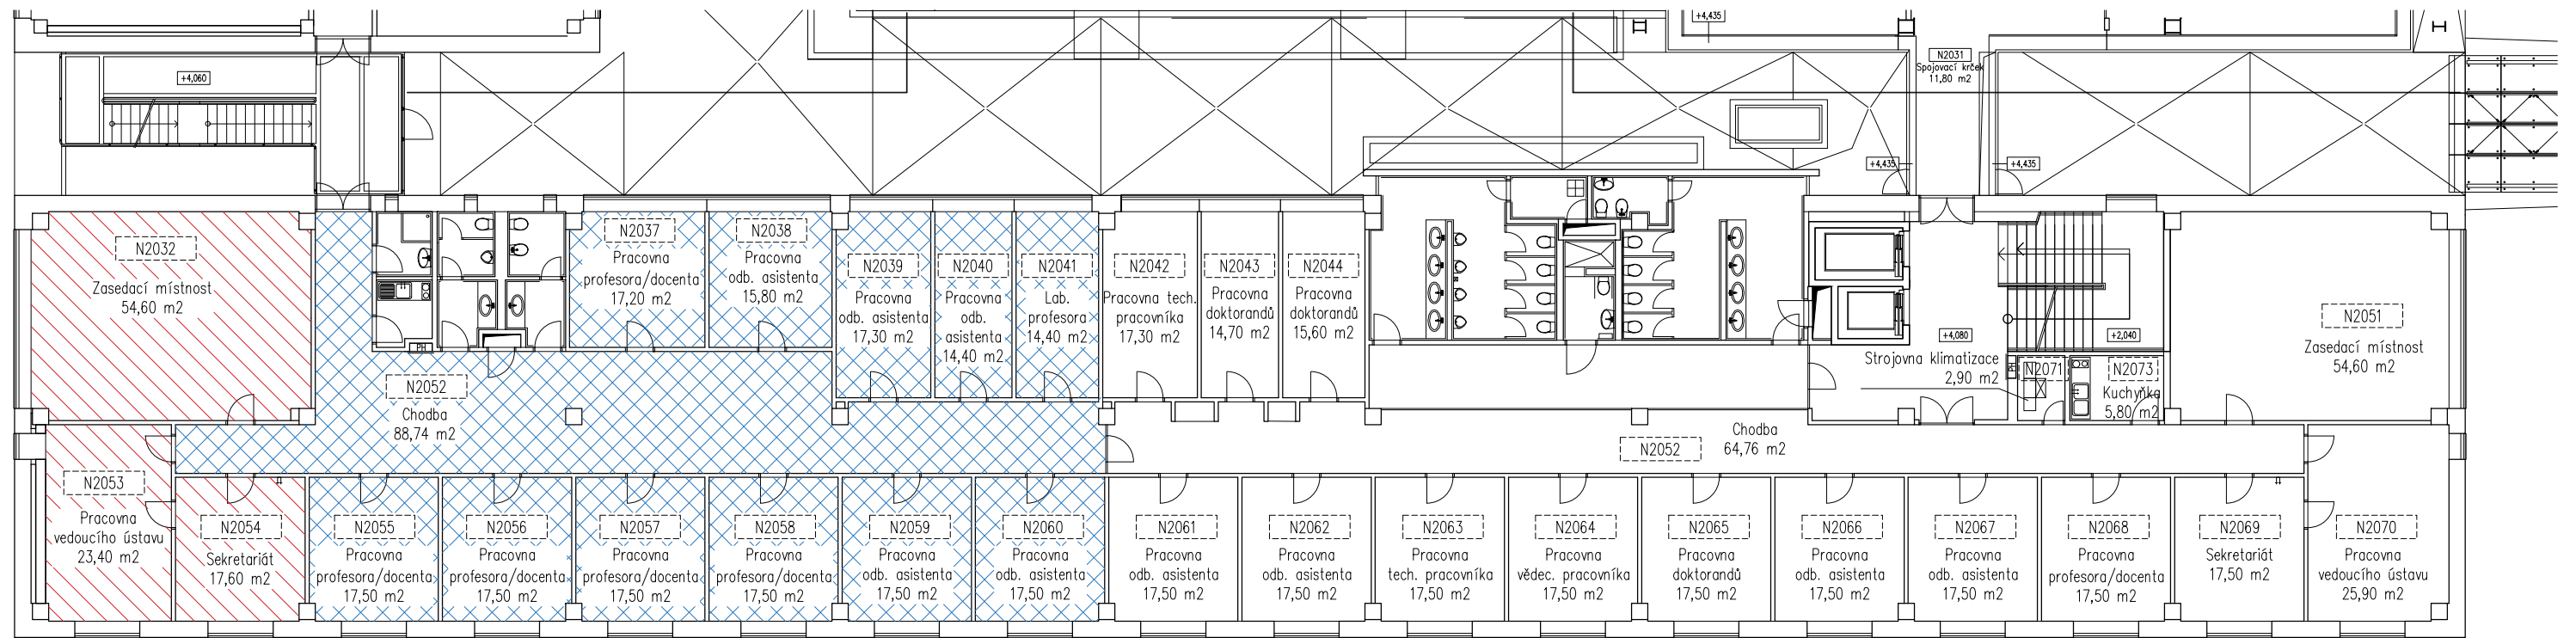 +4,435
+4,060
N2031
Spojovací krček
11,80 m2
+4,435
+4,435
N2032
Zasedací místnost
54,60 m2
N2037
Pracovna
profesora/docenta
17,20 m2
N2038
Pracovna
odb. asistenta
15,80 m2
N2039
Pracovna
odb. asistenta
17,30 m2
N2040
Pracovna
odb.
asistenta
14,40 m2
N2041
Lab.
profesora
14,40 m2
N2042
Pracovna tech.
pracovníka
17,30 m2
N2043
Pracovna
doktorandů
14,70 m2
N2044
Pracovna
doktorandů
15,60 m2
+4,080
+2,040
Strojovna klimatizace
2,90 m2
N2071
N2073
Kuchyňka
5,80 m2
N2051
Zasedací místnost
54,60 m2
N2052
Chodba
88,74 m2
Chodba
N2052
64,76 m2
N2053
Pracovna
vedoucího ústavu
23,40 m2
N2054
Sekretariát
17,60 m2
N2055
Pracovna
profesora/docenta
17,50 m2
N2056
Pracovna
profesora/docenta
17,50 m2
N2057
Pracovna
profesora/docenta
17,50 m2
N2058
Pracovna
profesora/docenta
17,50 m2
N2059
Pracovna
odb. asistenta
17,50 m2
N2060
Pracovna
odb. asistenta
17,50 m2
N2061
Pracovna
odb. asistenta
17,50 m2
N2062
Pracovna
odb. asistenta
17,50 m2
N2063
Pracovna
tech. pracovníka
17,50 m2
N2064
Pracovna
vědec. pracovníka
17,50 m2
N2065
Pracovna
doktorandů
17,50 m2
N2066
Pracovna
odb. asistenta
17,50 m2
N2067
Pracovna
odb. asistenta
17,50 m2
N2068
Pracovna
profesora/docenta
17,50 m2
N2069
Sekretariát
17,50 m2
N2070
Pracovna
vedoucího ústavu
25,90 m2